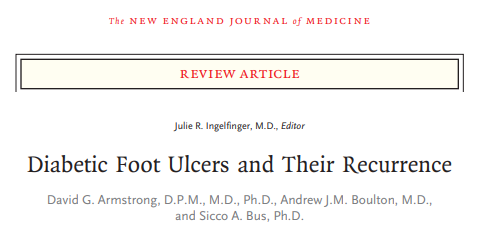 The NEW ENGLAND JOURNAL of MEDICINE
REVIEW ARTICLE
Julie R. Ingelfinger, M.D., Editor
Diabetic Foot Ulcers and Their Recurrence
David G. Armstrong, D.P.M., M.D., Ph.D., Andrew J.M. Boulton, M.D.,
and Sicco A. Bus, Ph.D.